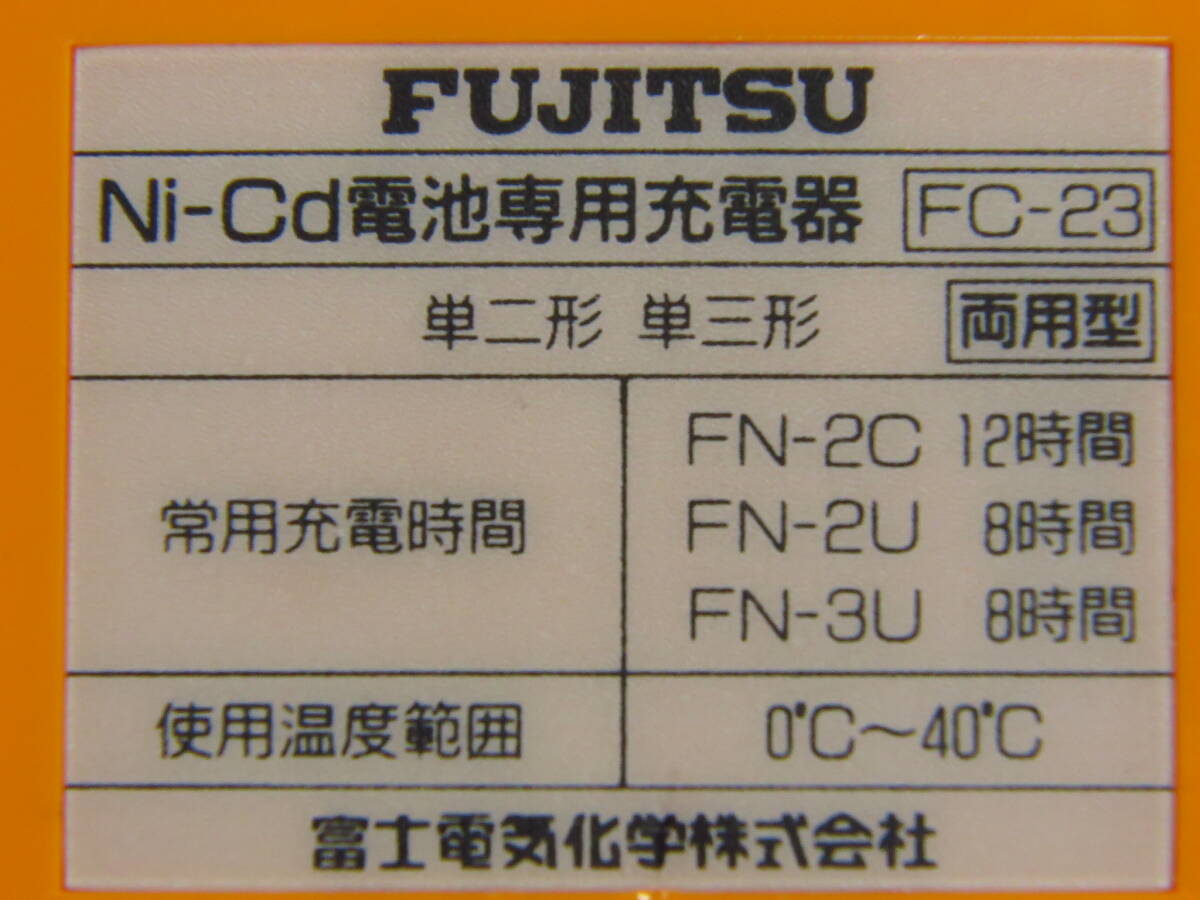 FUJITSU
Ni-Cd電池専用充電器 FC-23
単二形 単三形 両用型
常用充電時間
FN-2C 12時間
FN-2U 8時間
FN-3U 8時間
使用温度範囲 0℃～40℃
富士電気化学株式会社